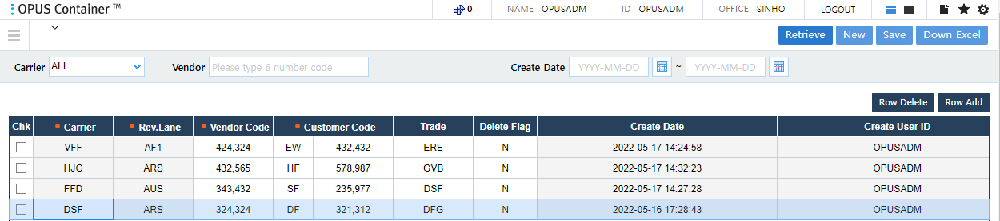 OPUS Container ™ 0 NAME OPUSADM ID OPUSADM OFFICE SINHO LOGOUT
Retrieve New Save Down Excel
Carrier ALL Vendor Please type 6 number code Create Date YYYY-MM-DD ~ YYYY-MM-DD
Row Delete Row Add
Chk Carrier Rev.Lane Vendor Code Customer Code Trade Delete Flag Create Date Create User ID
VFF AF1 424,324 EW 432,432 ERE N 2022-05-17 14:24:58 OPUSADM
HJG ARS 432,565 HF 578,987 GVB N 2022-05-17 14:32:23 OPUSADM
FFD AUS 343,432 SF 235,977 DSF N 2022-05-17 14:27:28 OPUSADM
DSF ARS 324,324 DF 321,312 DFG N 2022-05-16 17:28:43 OPUSADM